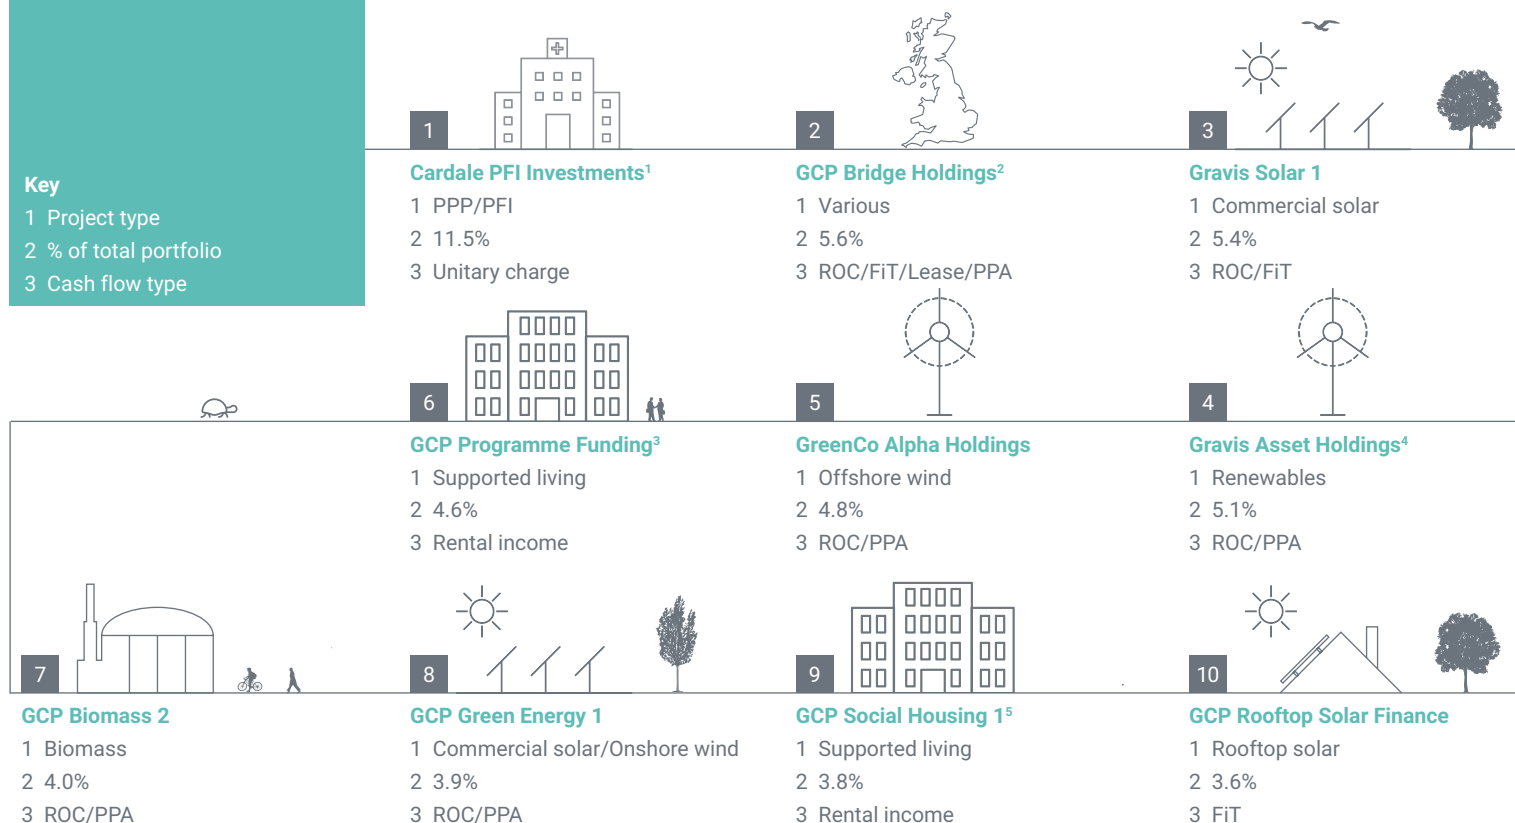 Key
1 Project type
2 % of total portfolio
3 Cash flow type
1
Cardale PFI Investments¹
1 PPP/PFI
2 11.5%
3 Unitary charge
2
GCP Bridge Holdings²
1 Various
2 5.6%
3 ROC/FiT/Lease/PPA
3
Gravis Solar 1
1 Commercial solar
2 5.4%
3 ROC/FiT
4
Gravis Asset Holdings⁴
1 Renewables
2 5.1%
3 ROC/PPA
5
GreenCo Alpha Holdings
1 Offshore wind
2 4.8%
3 ROC/PPA
6
GCP Programme Funding³
1 Supported living
2 4.6%
3 Rental income
7
GCP Biomass 2
1 Biomass
2 4.0%
3 ROC/PPA
8
GCP Green Energy 1
1 Commercial solar/Onshore wind
2 3.9%
3 ROC/PPA
9
GCP Social Housing 1⁵
1 Supported living
2 3.8%
3 Rental income
10
GCP Rooftop Solar Finance
1 Rooftop solar
2 3.6%
3 FiT